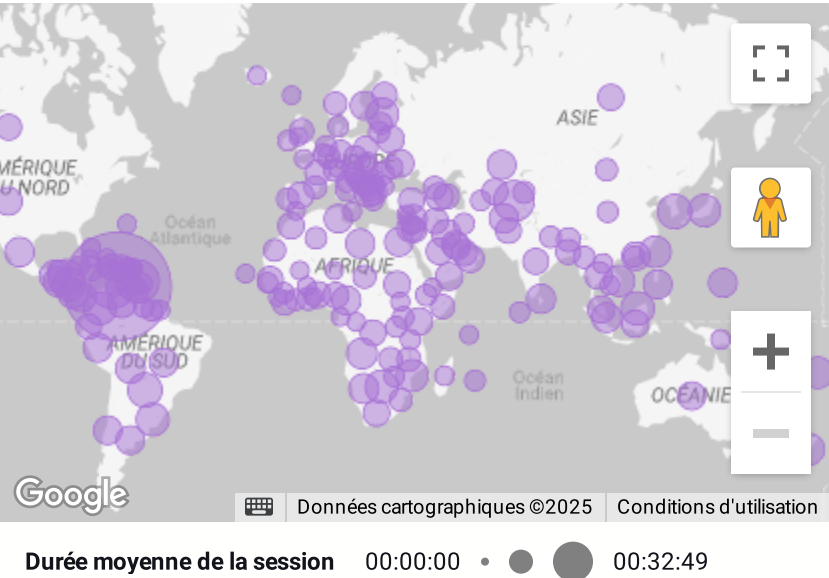 ASIE
MÉRIQUE
U NORD
Océan
Atlantique
AFRIQUE
AMÉRIQUE
DU SUD
Océan
Indien
OCÉANIE
Google
Données cartographiques ©2025
Conditions d'utilisation
Durée moyenne de la session 00:00:00 00:32:49